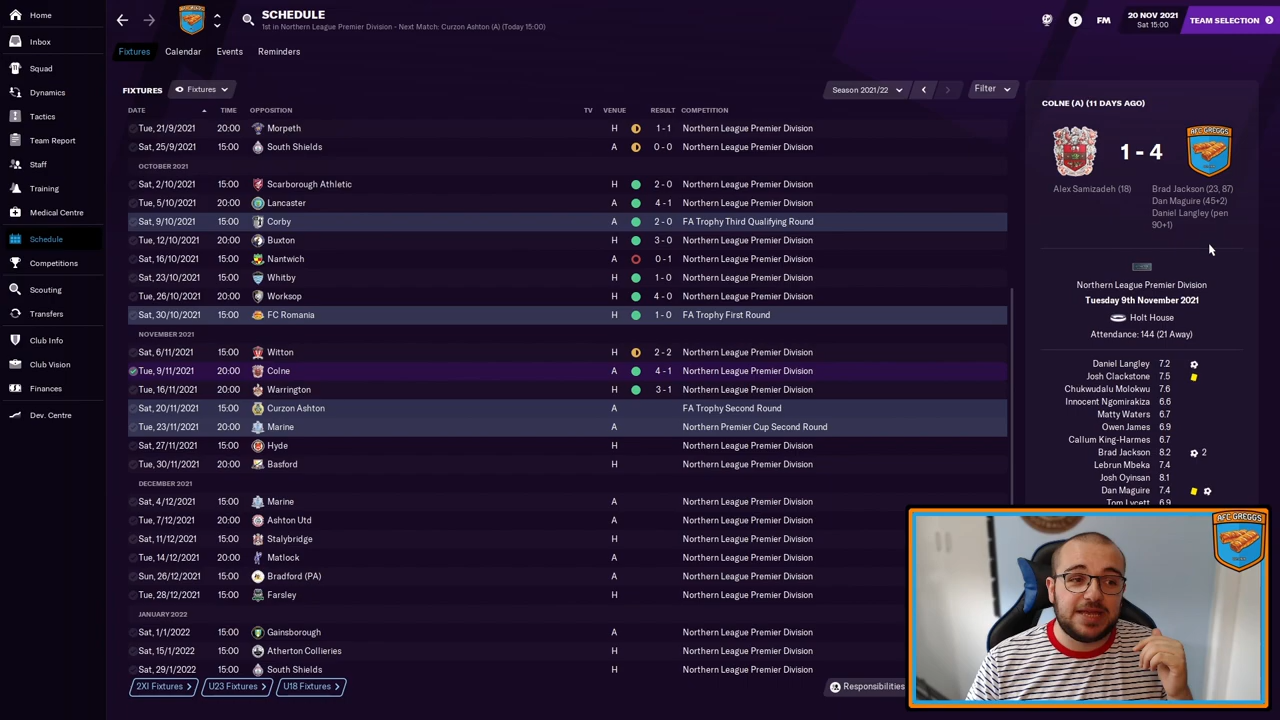 Home
Inbox
Squad
Dynamics
Tactics
Team Report
Staff
Training
Medical Centre
Schedule
Competitions
Scouting
Transfers
Club Info
Club Vision
Finances
Dev. Centre
SCHEDULE
1st in Northern League Premier Division - Next Match: Curzon Ashton (A) (Today 15:00)
FM
20 NOV 2021
Sat 15:00
TEAM SELECTION
Fixtures Calendar Events Reminders
FIXTURES Fixtures Season 2021/22 Filter
DATE TIME OPPOSITION TV VENUE RESULT COMPETITION
Tue, 21/9/2021 20:00 Morpeth H 1 - 1 Northern League Premier Division
Sat, 25/9/2021 15:00 South Shields A 0 - 0 Northern League Premier Division
OCTOBER 2021
Sat, 2/10/2021 15:00 Scarborough Athletic H 2 - 0 Northern League Premier Division
Tue, 5/10/2021 20:00 Lancaster H 4 - 1 Northern League Premier Division
Sat, 9/10/2021 15:00 Corby A 2 - 0 FA Trophy Third Qualifying Round
Tue, 12/10/2021 20:00 Buxton H 3 - 0 Northern League Premier Division
Sat, 16/10/2021 15:00 Nantwich A 0 - 1 Northern League Premier Division
Sat, 23/10/2021 15:00 Whitby H 1 - 0 Northern League Premier Division
Tue, 26/10/2021 20:00 Worksop H 4 - 0 Northern League Premier Division
Sat, 30/10/2021 15:00 FC Romania H 1 - 0 FA Trophy First Round
NOVEMBER 2021
Sat, 6/11/2021 15:00 Witton H 2 - 2 Northern League Premier Division
Tue, 9/11/2021 20:00 Colne A 4 - 1 Northern League Premier Division
Tue, 16/11/2021 20:00 Warrington H 3 - 1 Northern League Premier Division
Sat, 20/11/2021 15:00 Curzon Ashton A FA Trophy Second Round
Tue, 23/11/2021 20:00 Marine A Northern Premier Cup Second Round
Sat, 27/11/2021 15:00 Hyde H Northern League Premier Division
Tue, 30/11/2021 20:00 Basford H Northern League Premier Division
DECEMBER 2021
Sat, 4/12/2021 15:00 Marine A Northern League Premier Division
Tue, 7/12/2021 20:00 Ashton Utd A Northern League Premier Division
Sat, 11/12/2021 15:00 Stalybridge H Northern League Premier Division
Tue, 14/12/2021 20:00 Matlock A Northern League Premier Division
Sun, 26/12/2021 15:00 Bradford (PA) A Northern League Premier Division
Tue, 28/12/2021 15:00 Farsley H Northern League Premier Division
JANUARY 2022
Sat, 1/1/2022 15:00 Gainsborough A Northern League Premier Division
Sat, 15/1/2022 15:00 Atherton Collieries H Northern League Premier Division
Sat, 29/1/2022 15:00 South Shields H Northern League Premier Division
2XI Fixtures U23 Fixtures U18 Fixtures Responsibilities
COLNE (A) (11 DAYS AGO)
AFC GREGGS
1 - 4
Alex Samizadeh (18) Brad Jackson (23, 87)
Dan Maguire (45+2)
Daniel Langley (pen
90+1)
Northern League Premier Division
Tuesday 9th November 2021
Holt House
Attendance: 144 (21 Away)
Daniel Langley 7.2
Josh Clackstone 7.5
Chukwudalu Molokwu 7.6
Innocent Ngomirakiza 6.6
Matty Waters 6.7
Owen James 6.9
Callum King-Harmes 6.7
Brad Jackson 8.2 2
Lebrun Mbeka 7.4
Josh Oyinsan 8.1
Dan Maguire 7.4
Tom Lycett 6.9
AFC GREGGS